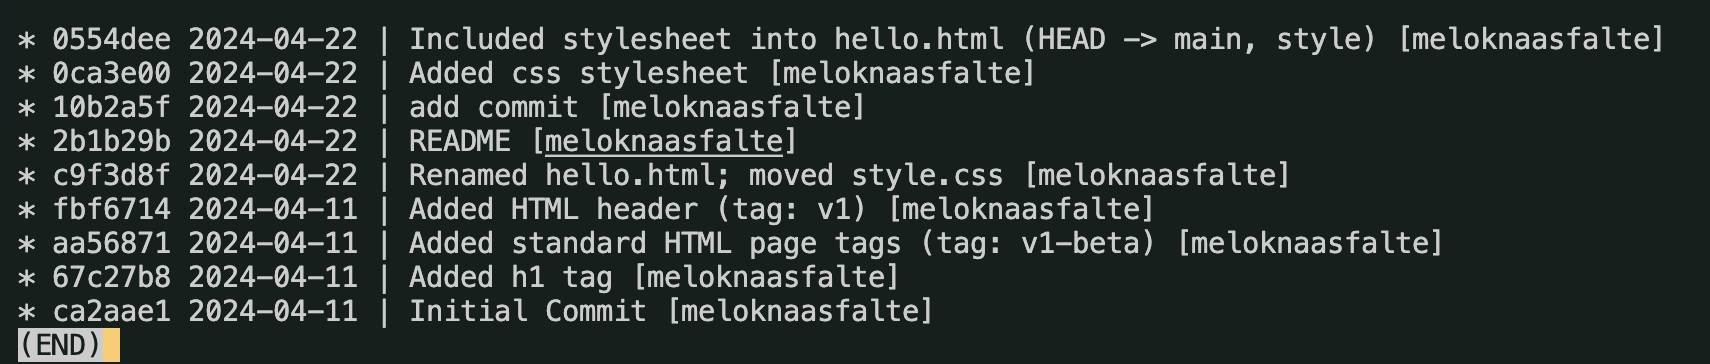 * 0554dee 2024-04-22 | Included stylesheet into hello.html (HEAD -> main, style) [meloknaasfalte]
* 0ca3e00 2024-04-22 | Added css stylesheet [meloknaasfalte]
* 10b2a5f 2024-04-22 | add commit [meloknaasfalte]
* 2b1b29b 2024-04-22 | README [meloknaasfalte]
* c9f3d8f 2024-04-22 | Renamed hello.html; moved style.css [meloknaasfalte]
* fbf6714 2024-04-11 | Added HTML header (tag: v1) [meloknaasfalte]
* aa56871 2024-04-11 | Added standard HTML page tags (tag: v1-beta) [meloknaasfalte]
* 67c27b8 2024-04-11 | Added h1 tag [meloknaasfalte]
* ca2aae1 2024-04-11 | Initial Commit [meloknaasfalte]
(END)